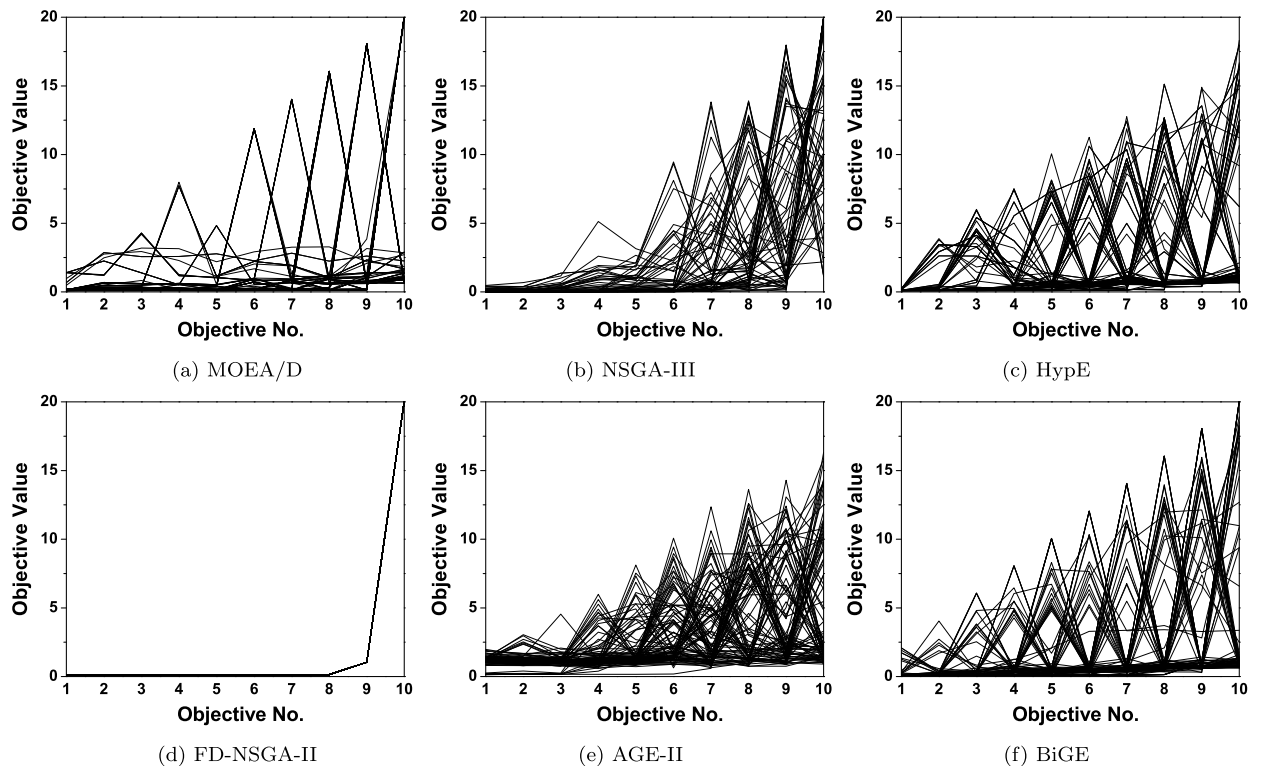 20
15
10
5
0
Objective Value
1 2 3 4 5 6 7 8 9 10
Objective No.
(a) MOEA/D
20
15
10
5
0
Objective Value
1 2 3 4 5 6 7 8 9 10
Objective No.
(b) NSGA-III
20
15
10
5
0
Objective Value
1 2 3 4 5 6 7 8 9 10
Objective No.
(c) HypE
20
15
10
5
0
Objective Value
1 2 3 4 5 6 7 8 9 10
Objective No.
(d) FD-NSGA-II
20
15
10
5
0
Objective Value
1 2 3 4 5 6 7 8 9 10
Objective No.
(e) AGE-II
20
15
10
5
0
Objective Value
1 2 3 4 5 6 7 8 9 10
Objective No.
(f) BiGE